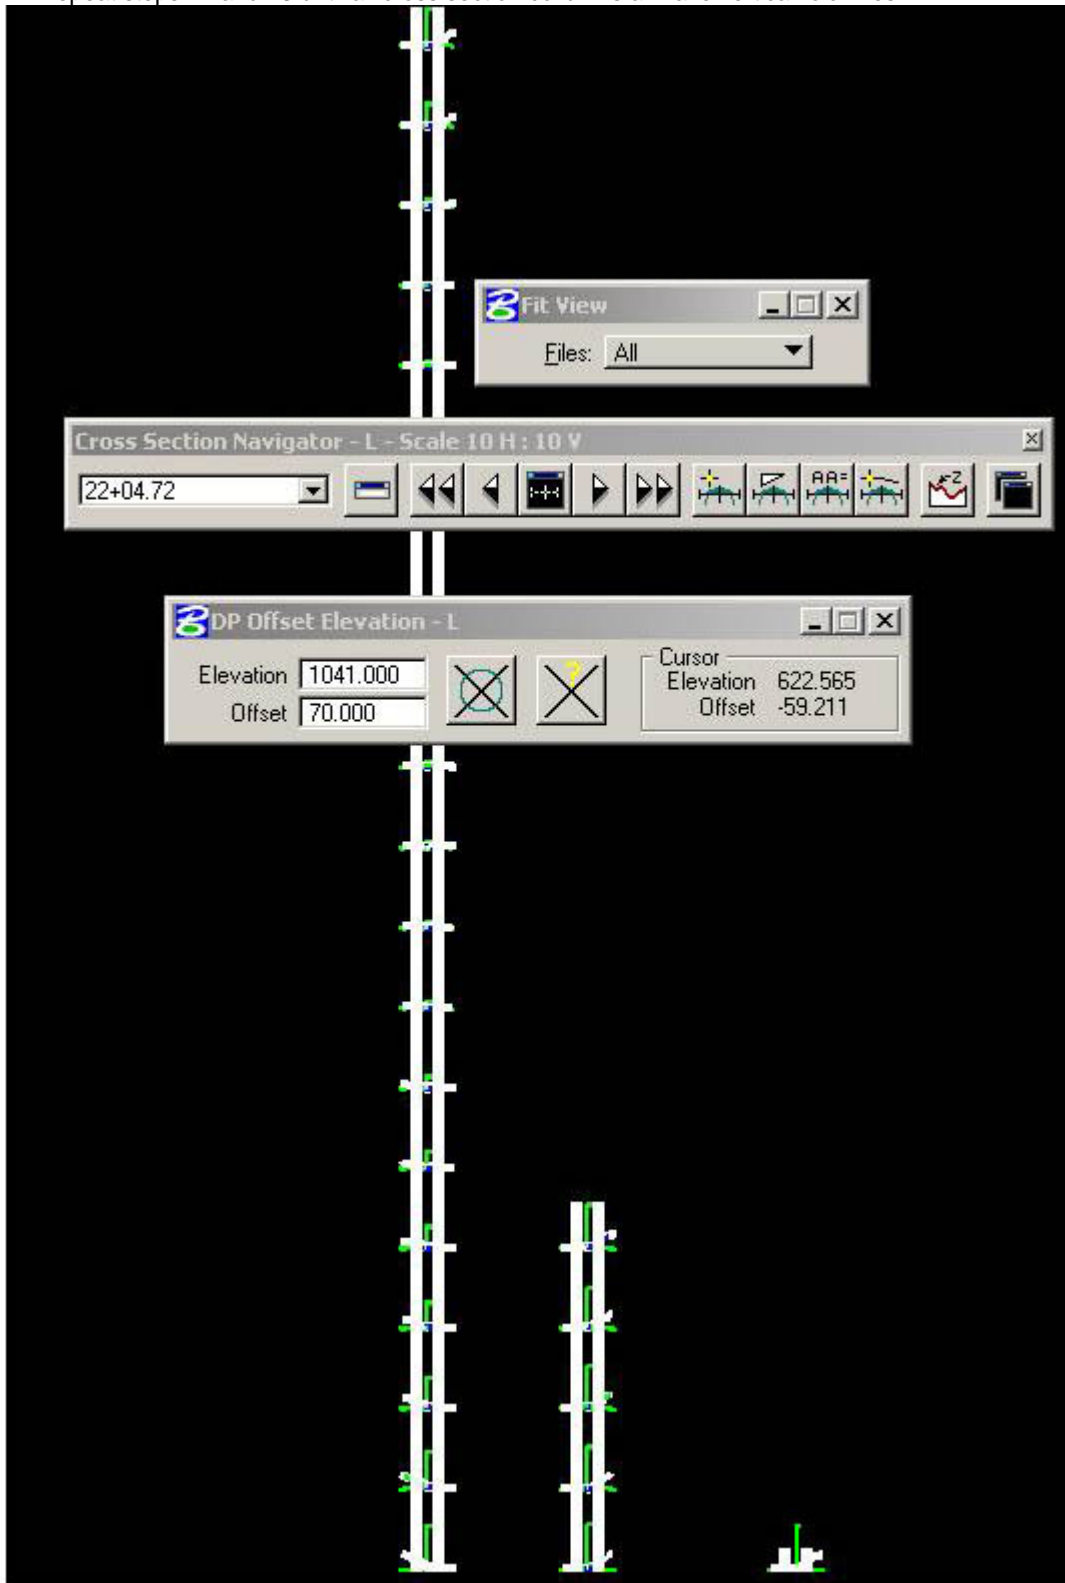 Fit View
Files: All
Cross Section Navigator - L - Scale 10 H : 10 V
22+04.72
AA=
Z
DP Offset Elevation - L
Elevation 1041.000
Offset 70.000
?
Cursor
Elevation 622.565
Offset -59.211